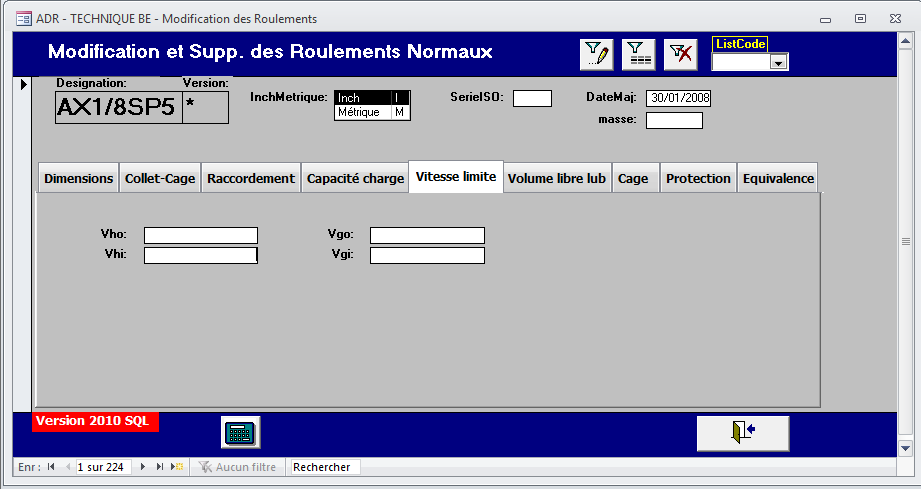 ADR - TECHNIQUE BE - Modification des Roulements
Modification et Supp. des Roulements Normaux
ListCode
Designation: Version:
AX1/8SP5 *
InchMetrique: Inch I
Métrique M
SerieISO:
DateMaj: 30/01/2008
masse:
Dimensions Collet-Cage Raccordement Capacité charge Vitesse limite Volume libre lub Cage Protection Equivalence
Vho: Vgo:
Vhi: Vgi:
Version 2010 SQL
Enr : 1 sur 224 Aucun filtre Rechercher